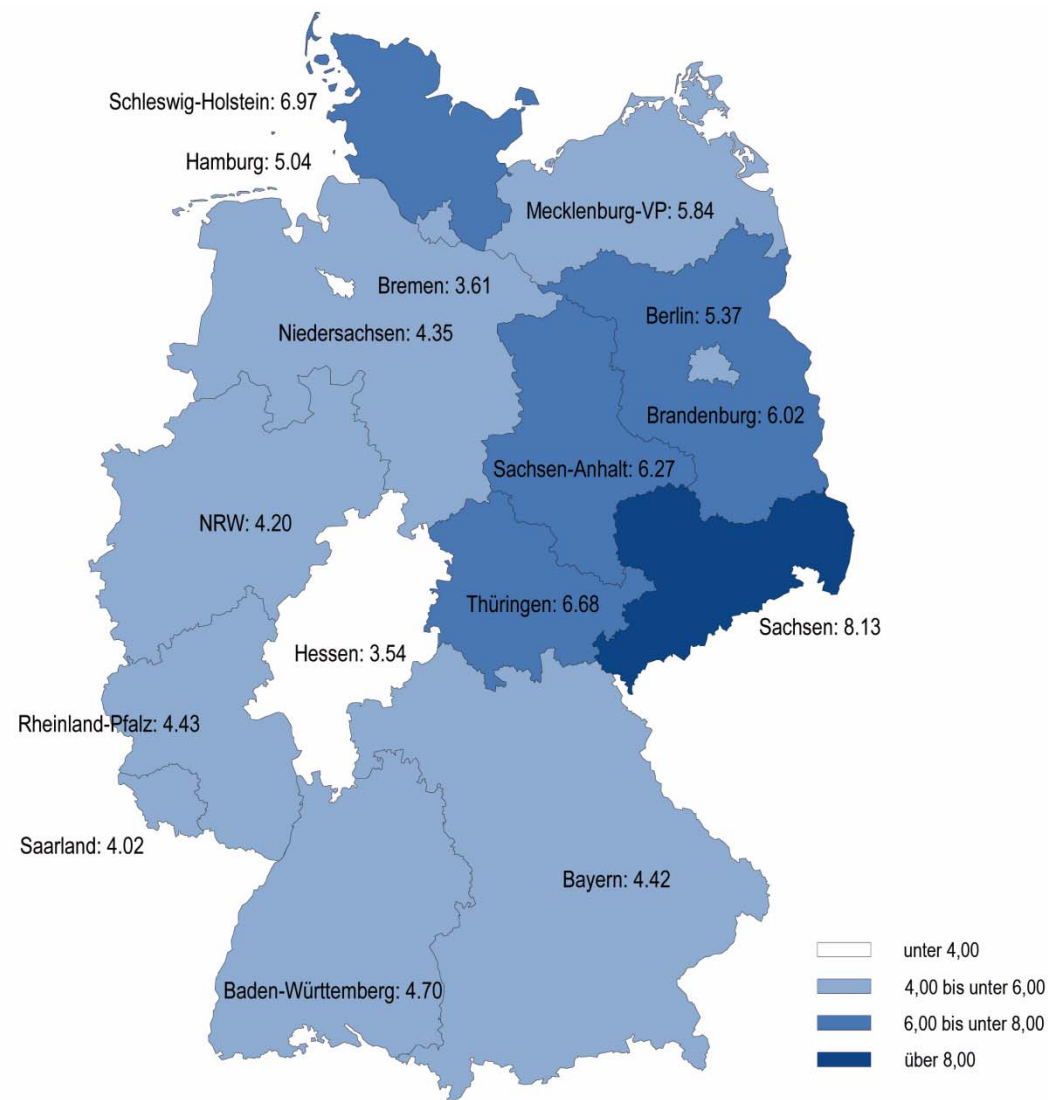 Schleswig-Holstein: 6.97
Hamburg: 5.04
Mecklenburg-VP: 5.84
Bremen: 3.61
Berlin: 5.37
Niedersachsen: 4.35
Brandenburg: 6.02
Sachsen-Anhalt: 6.27
NRW: 4.20
Thüringen: 6.68
Sachsen: 8.13
Hessen: 3.54
Rheinland-Pfalz: 4.43
Saarland: 4.02
Bayern: 4.42
Baden-Württemberg: 4.70
unter 4,00
4,00 bis unter 6,00
6,00 bis unter 8,00
über 8,00